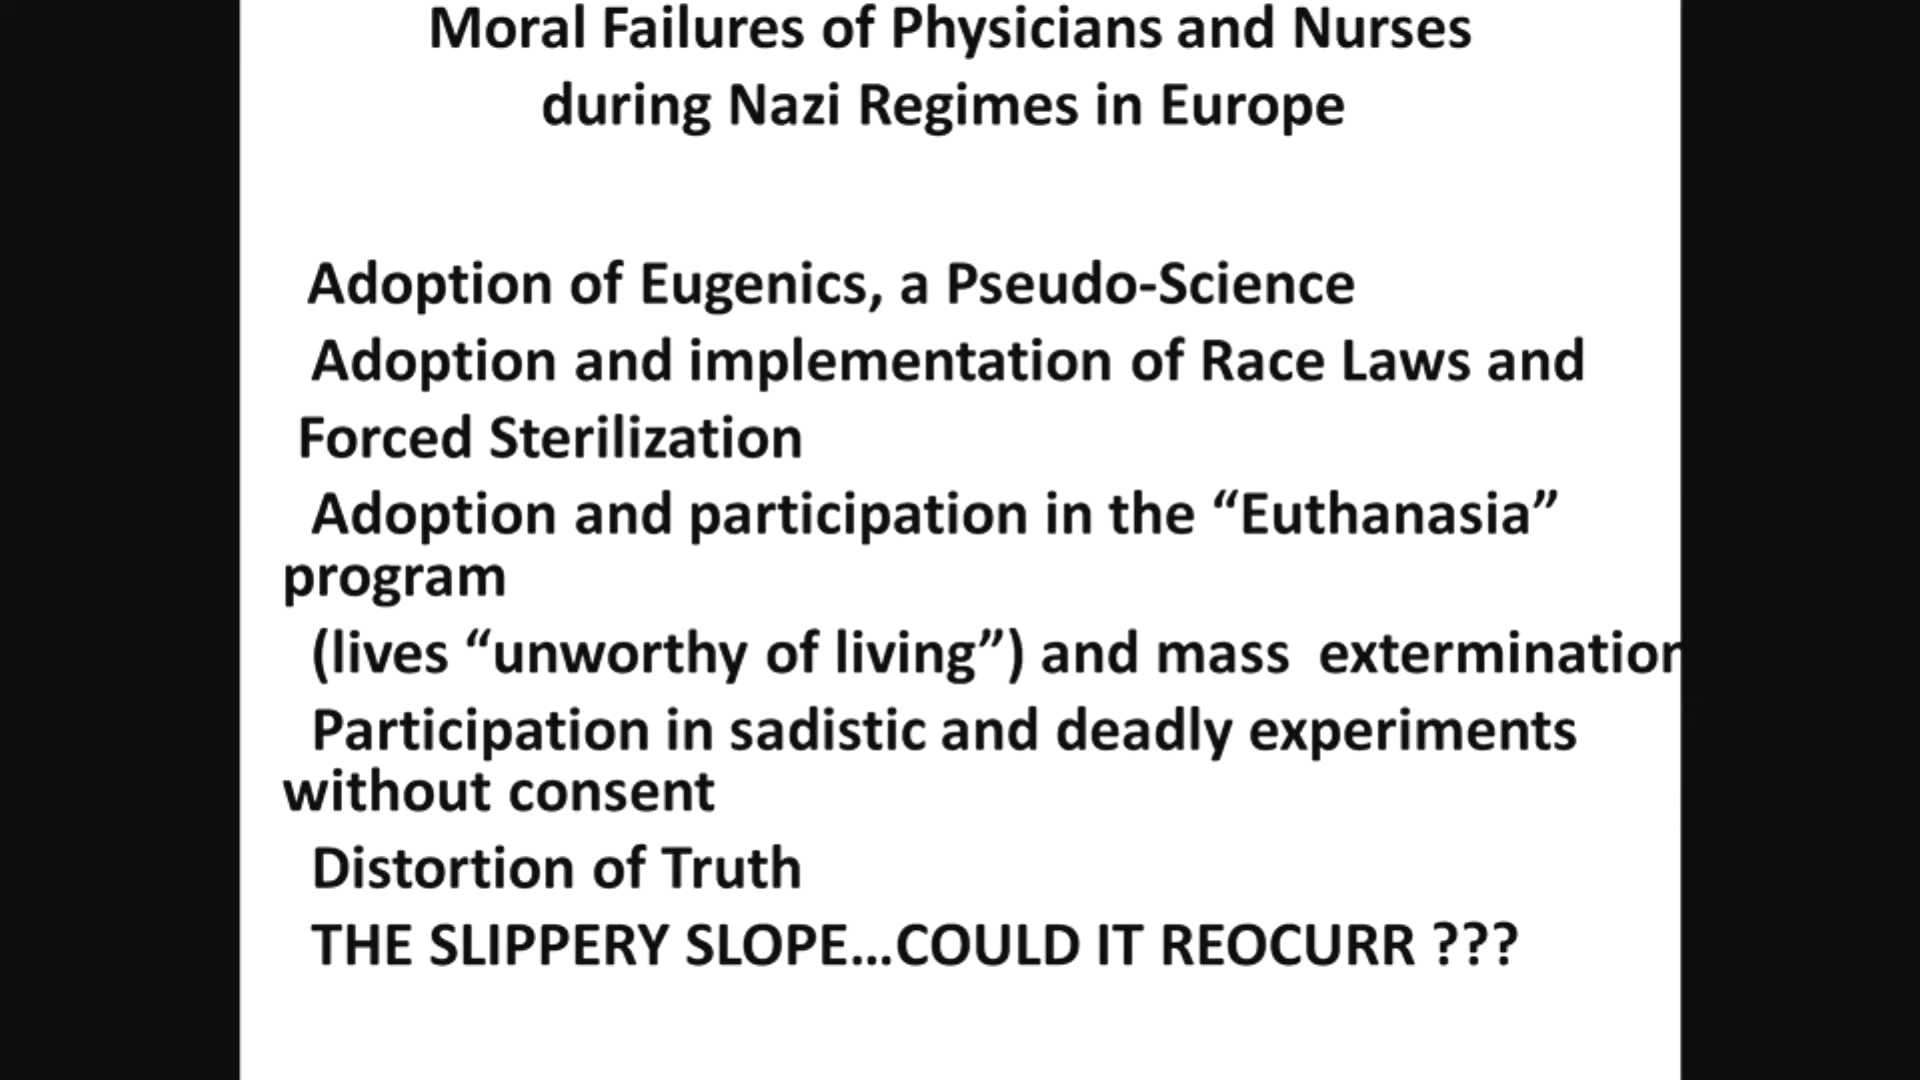 Moral Failures of Physicians and Nurses
during Nazi Regimes in Europe
Adoption of Eugenics, a Pseudo-Science
Adoption and implementation of Race Laws and
Forced Sterilization
Adoption and participation in the “Euthanasia”
program
(lives “unworthy of living”) and mass extermination
Participation in sadistic and deadly experiments
without consent
Distortion of Truth
THE SLIPPERY SLOPE...COULD IT REOCURR ???